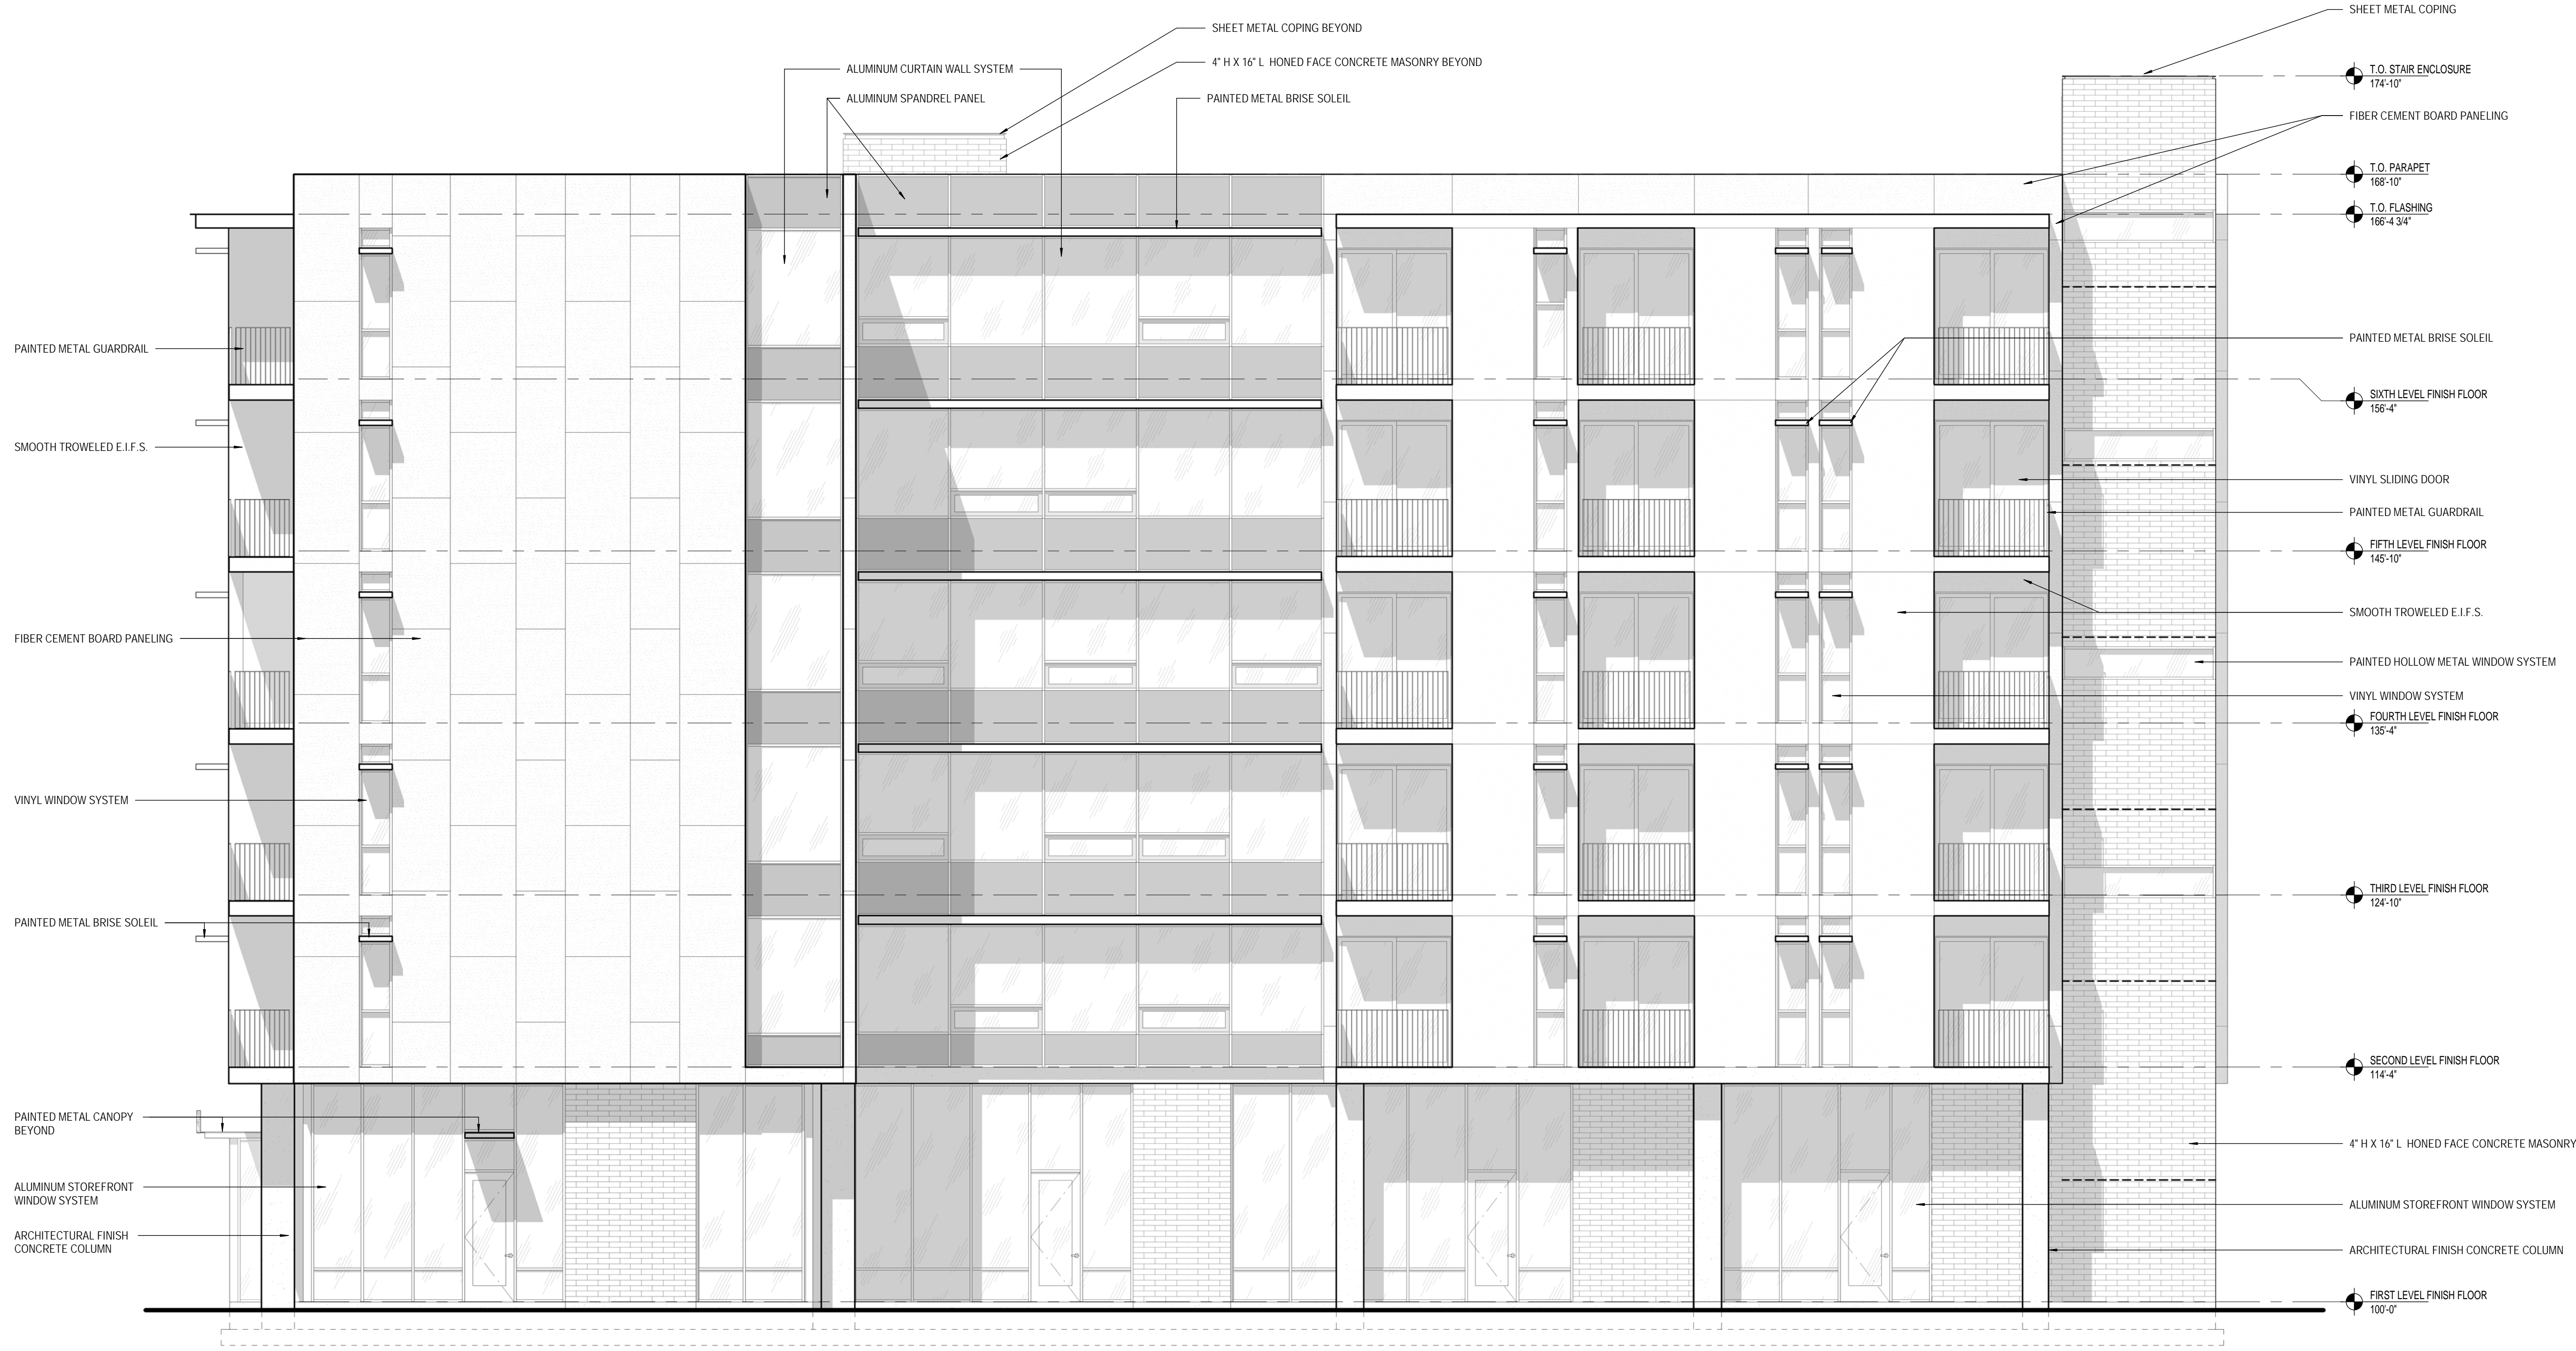 SHEET METAL COPING BEYOND
4" H X 16" L HONED FACE CONCRETE MASONRY BEYOND
ALUMINUM CURTAIN WALL SYSTEM
ALUMINUM SPANDREL PANEL
PAINTED METAL BRISE SOLEIL
PAINTED METAL GUARDRAIL
SMOOTH TROWELED E.I.F.S.
FIBER CEMENT BOARD PANELING
VINYL WINDOW SYSTEM
PAINTED METAL BRISE SOLEIL
PAINTED METAL CANOPY
BEYOND
ALUMINUM STOREFRONT
WINDOW SYSTEM
ARCHITECTURAL FINISH
CONCRETE COLUMN
SHEET METAL COPING
T.O. STAIR ENCLOSURE
174'-10"
FIBER CEMENT BOARD PANELING
T.O. PARAPET
168'-10"
T.O. FLASHING
166'-4 3/4"
PAINTED METAL BRISE SOLEIL
SIXTH LEVEL FINISH FLOOR
156'-4"
VINYL SLIDING DOOR
PAINTED METAL GUARDRAIL
FIFTH LEVEL FINISH FLOOR
145'-10"
SMOOTH TROWELED E.I.F.S.
PAINTED HOLLOW METAL WINDOW SYSTEM
VINYL WINDOW SYSTEM
FOURTH LEVEL FINISH FLOOR
135'-4"
THIRD LEVEL FINISH FLOOR
124'-10"
SECOND LEVEL FINISH FLOOR
114'-4"
4" H X 16" L HONED FACE CONCRETE MASONRY
ALUMINUM STOREFRONT WINDOW SYSTEM
ARCHITECTURAL FINISH CONCRETE COLUMN
FIRST LEVEL FINISH FLOOR
100'-0"